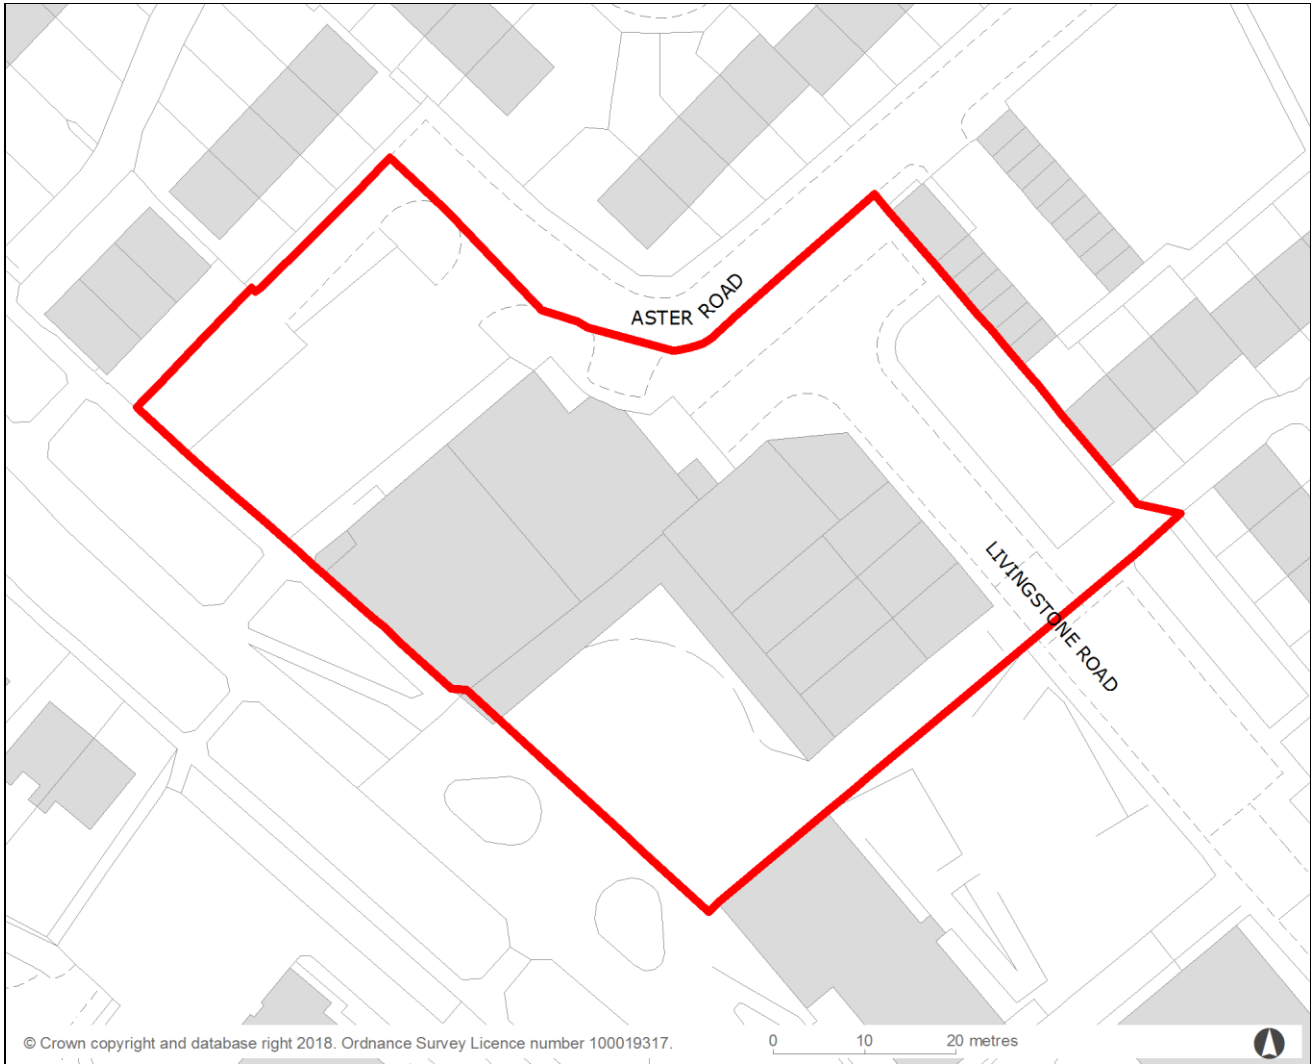 ASTER ROAD
LIVINGSTONE ROAD
© Crown copyright and database right 2018. Ordnance Survey Licence number 100019317.
0 10 20 metres